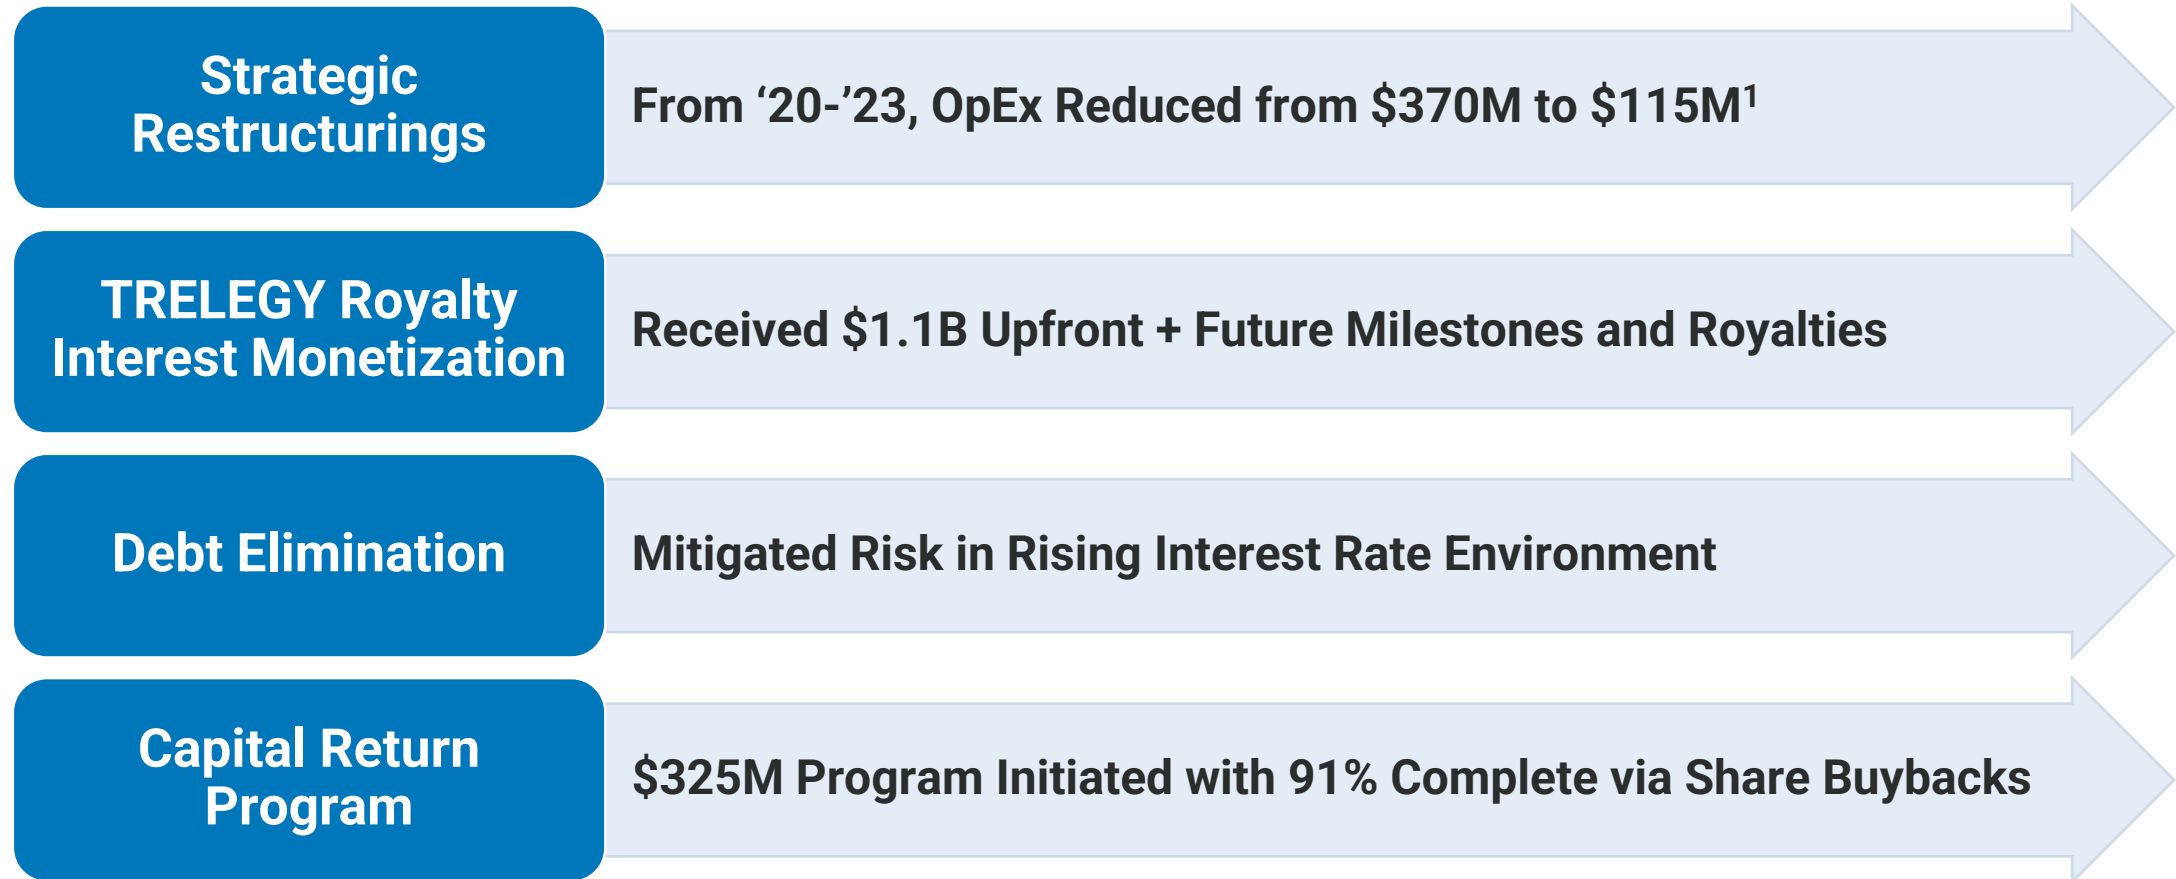 Strategic
Restructurings
From ‘20-’23, OpEx Reduced from $370M to $115M¹
TRELEGY Royalty
Interest Monetization
Received $1.1B Upfront + Future Milestones and Royalties
Debt Elimination
Mitigated Risk in Rising Interest Rate Environment
Capital Return
Program
$325M Program Initiated with 91% Complete via Share Buybacks